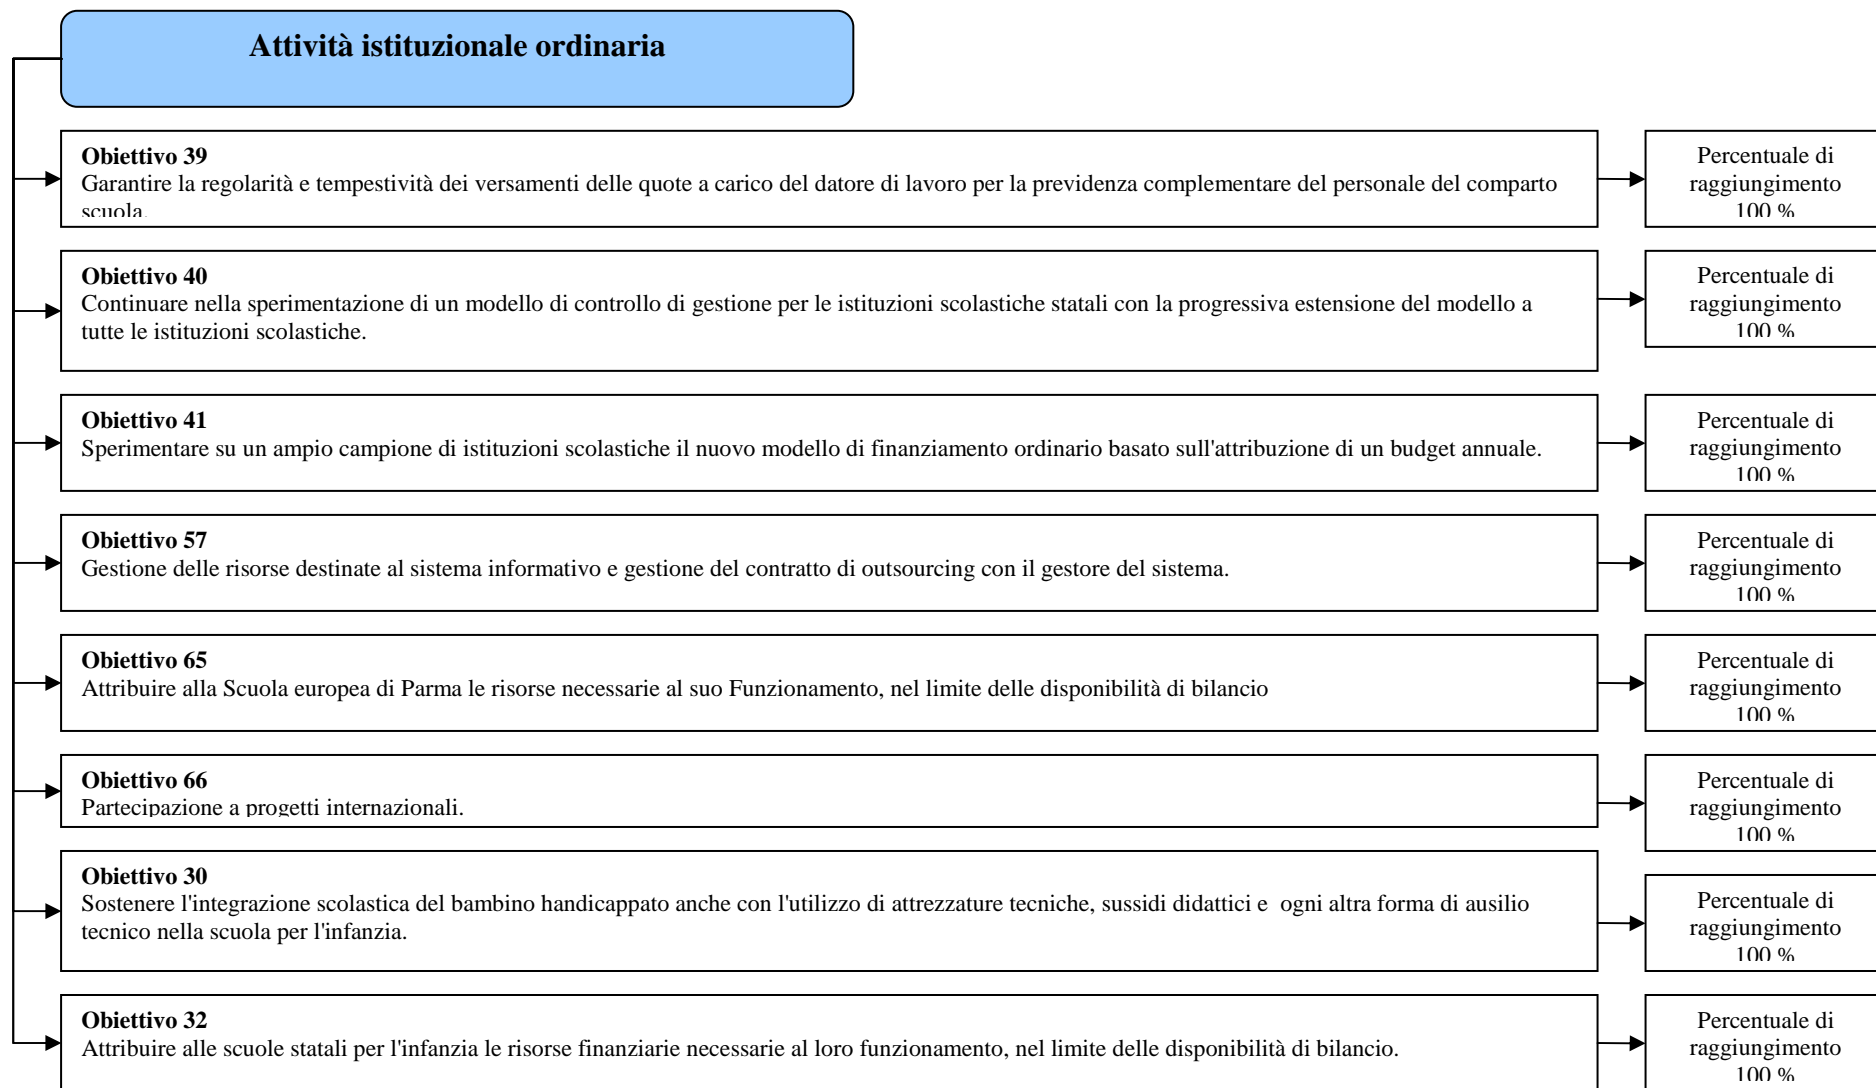 Attività istituzionale ordinaria
Obiettivo 39
Garantire la regolarità e tempestività dei versamenti delle quote a carico del datore di lavoro per la previdenza complementare del personale del comparto
scuola.
Percentuale di
raggiungimento
100 %
Obiettivo 40
Continuare nella sperimentazione di un modello di controllo di gestione per le istituzioni scolastiche statali con la progressiva estensione del modello a
tutte le istituzioni scolastiche.
Percentuale di
raggiungimento
100 %
Obiettivo 41
Sperimentare su un ampio campione di istituzioni scolastiche il nuovo modello di finanziamento ordinario basato sull'attribuzione di un budget annuale.
Percentuale di
raggiungimento
100 %
Obiettivo 57
Gestione delle risorse destinate al sistema informativo e gestione del contratto di outsourcing con il gestore del sistema.
Percentuale di
raggiungimento
100 %
Obiettivo 65
Attribuire alla Scuola europea di Parma le risorse necessarie al suo Funzionamento, nel limite delle disponibilità di bilancio
Percentuale di
raggiungimento
100 %
Obiettivo 66
Partecipazione a progetti internazionali.
Percentuale di
raggiungimento
100 %
Obiettivo 30
Sostenere l'integrazione scolastica del bambino handicappato anche con l'utilizzo di attrezzature tecniche, sussidi didattici e  ogni altra forma di ausilio
tecnico nella scuola per l'infanzia.
Percentuale di
raggiungimento
100 %
Obiettivo 32
Attribuire alle scuole statali per l'infanzia le risorse finanziarie necessarie al loro funzionamento, nel limite delle disponibilità di bilancio.
Percentuale di
raggiungimento
100 %